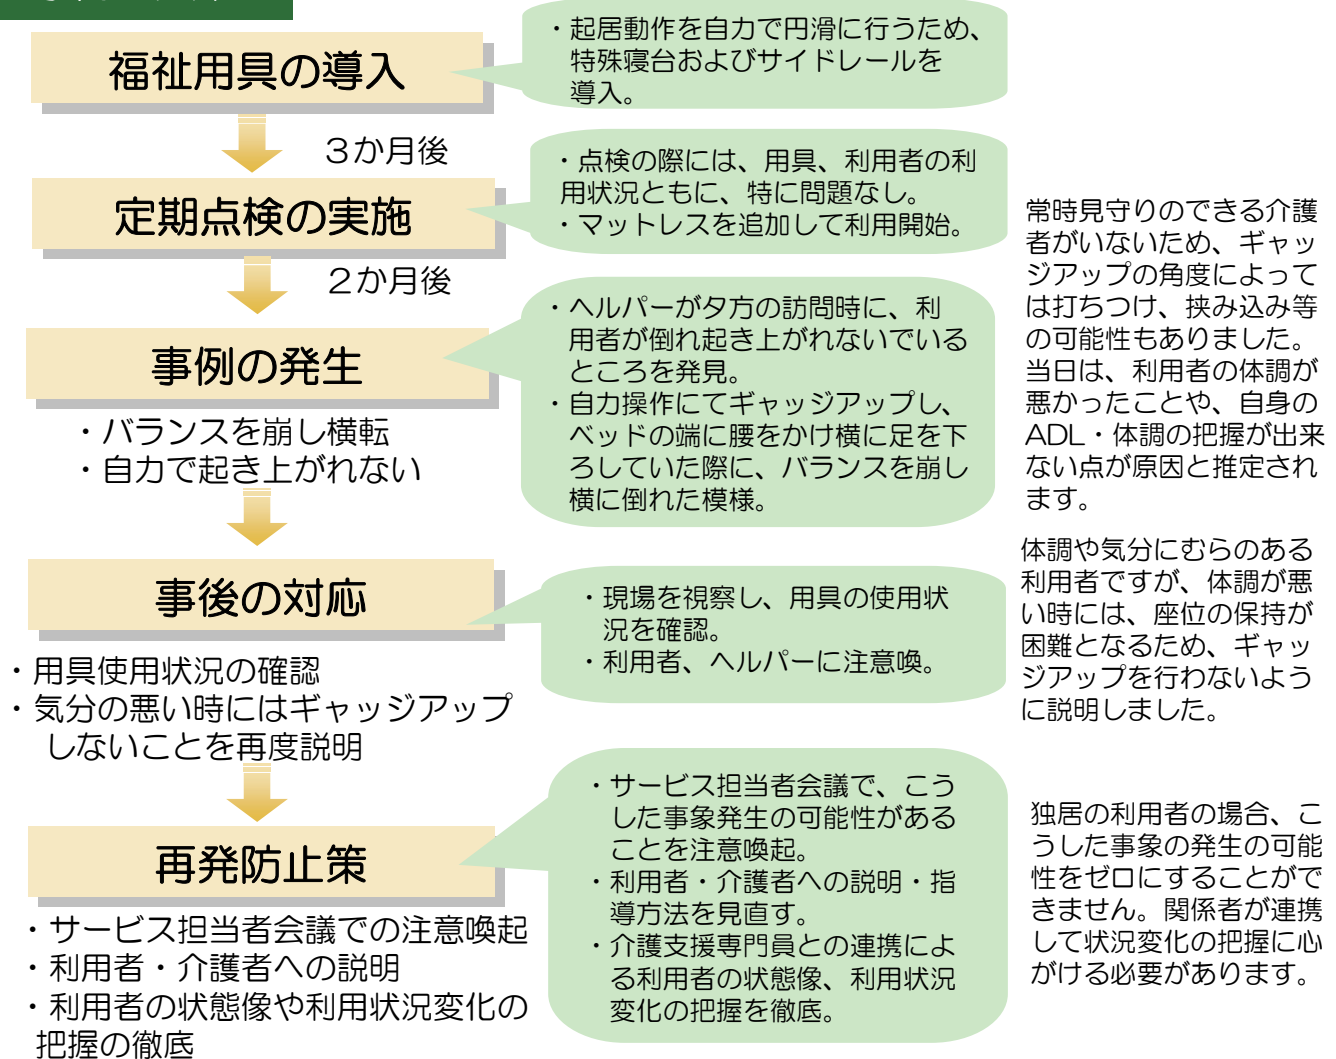 福祉用具の導入
・起居動作を自力で円滑に行うため、
特殊寝台およびサイドレールを
導入。
３か月後
定期点検の実施
・点検の際には、用具、利用者の利
用状況ともに、特に問題なし。
・マットレスを追加して利用開始。
２か月後
事例の発生
・バランスを崩し横転
・自力で起き上がれない
・ヘルパーが夕方の訪問時に、利
用者が倒れ起き上がれないでいる
ところを発見。
・自力操作にてギャッジアップし、
ベッドの端に腰をかけ横に足を下
ろしていた際に、バランスを崩し
横に倒れた模様。
常時見守りのできる介護
者がいないため、ギャッ
ジアップの角度によって
は打ちつけ、挟み込み等
の可能性もありました。
当日は、利用者の体調が
悪かったことや、自身の
ADL・体調の把握が出来
ない点が原因と推定され
ます。
事後の対応
・用具使用状況の確認
・気分の悪い時にはギャッジアップ
しないことを再度説明
・現場を視察し、用具の使用状
況を確認。
・利用者、ヘルパーに注意喚。
体調や気分にむらのある
利用者ですが、体調が悪
い時には、座位の保持が
困難となるため、ギャッ
ジアップを行わないよう
に説明しました。
再発防止策
・サービス担当者会議での注意喚起
・利用者・介護者への説明
・利用者の状態像や利用状況変化の
把握の徹底
・サービス担当者会議で、こう
した事象発生の可能性がある
ことを注意喚起。
・利用者・介護者への説明・指
導方法を見直す。
・介護支援専門員との連携によ
る利用者の状態像、利用状況
変化の把握を徹底。
独居の利用者の場合、こ
うした事象の発生の可能
性をゼロにすることがで
きません。関係者が連携
して状況変化の把握に心
がける必要があります。